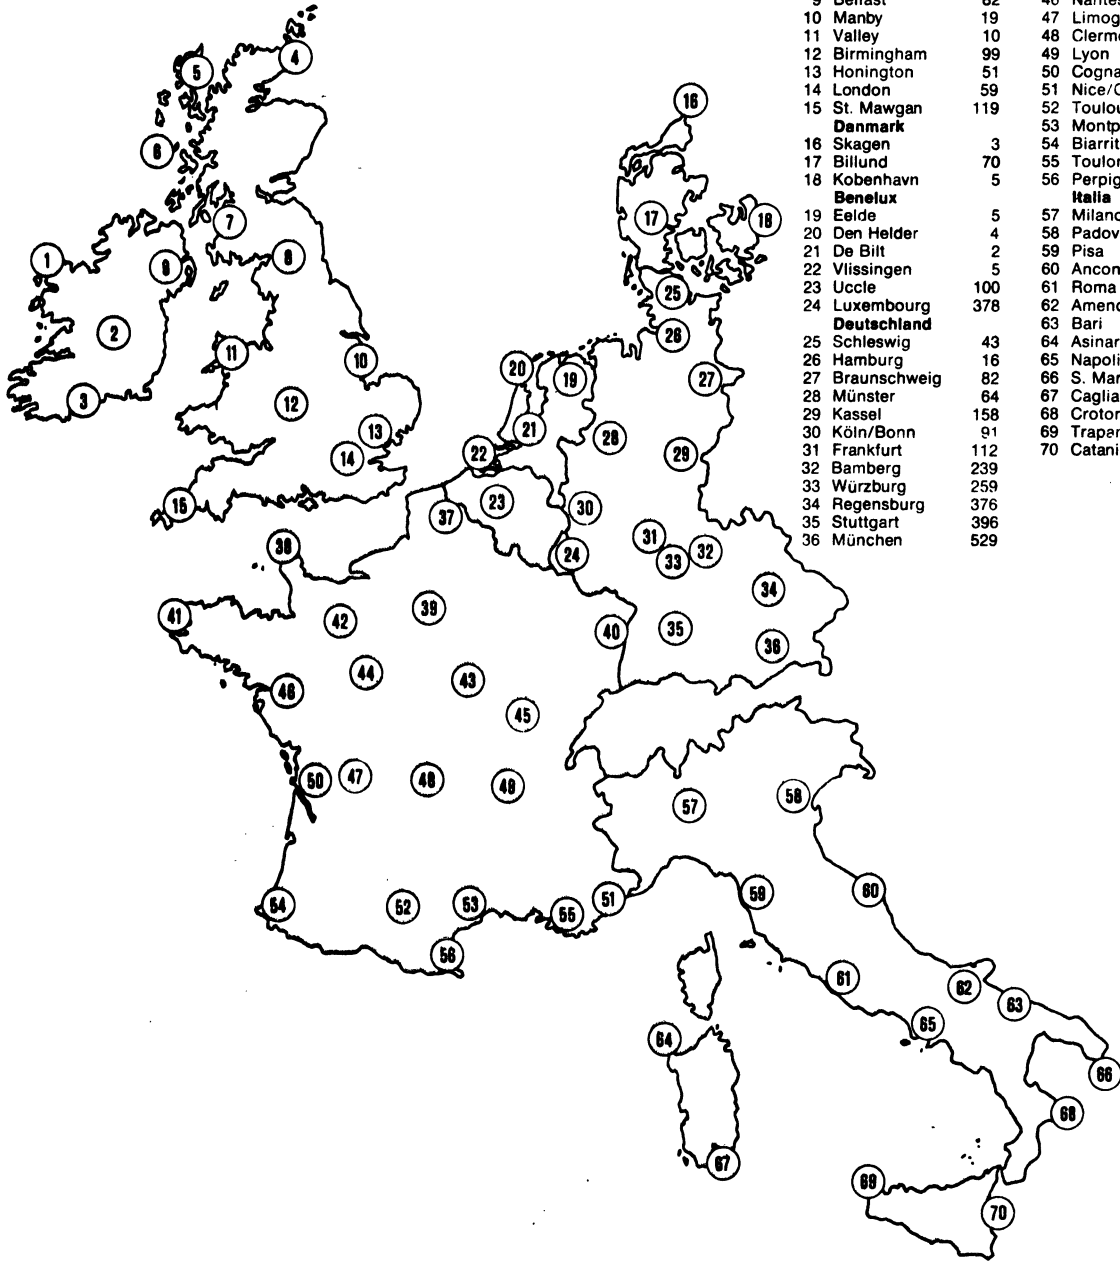 9 Belfast 82
10 Manby 19
11 Valley 10
12 Birmingham 99
13 Honington 51
14 London 59
15 St. Mawgan 119
Danmark
16 Skagen 3
17 Billund 70
18 Kobenhavn 5
Benelux
19 Eelde 5
20 Den Helder 4
21 De Bilt 2
22 Vlissingen 5
23 Uccle 100
24 Luxembourg 378
Deutschland
25 Schleswig 43
26 Hamburg 16
27 Braunschweig 82
28 Münster 64
29 Kassel 158
30 Köln/Bonn 91
31 Frankfurt 112
32 Bamberg 239
33 Würzburg 259
34 Regensburg 376
35 Stuttgart 396
36 München 529
46 Nantes
47 Limog
48 Clerm
49 Lyon
50 Cogna
51 Nice/C
52 Toulou
53 Montp
54 Biarrit
55 Toulon
56 Perpig
Italia
57 Milano
58 Padov
59 Pisa
60 Ancon
61 Roma
62 Amend
63 Bari
64 Asinar
65 Napoli
66 S. Mar
67 Caglia
68 Croton
69 Trapan
70 Catani
4
5
16
6
17
18
7
8
1
9
25
2
26
11
10
20
19
27
3
12
21
13
28
22
14
29
23
15
30
37
31
32
38
24
33
34
39
41
42
40
35
36
44
43
46
45
50
47
48
49
57
58
54
52
53
55
51
59
60
56
61
62
63
65
64
66
68
67
69
70